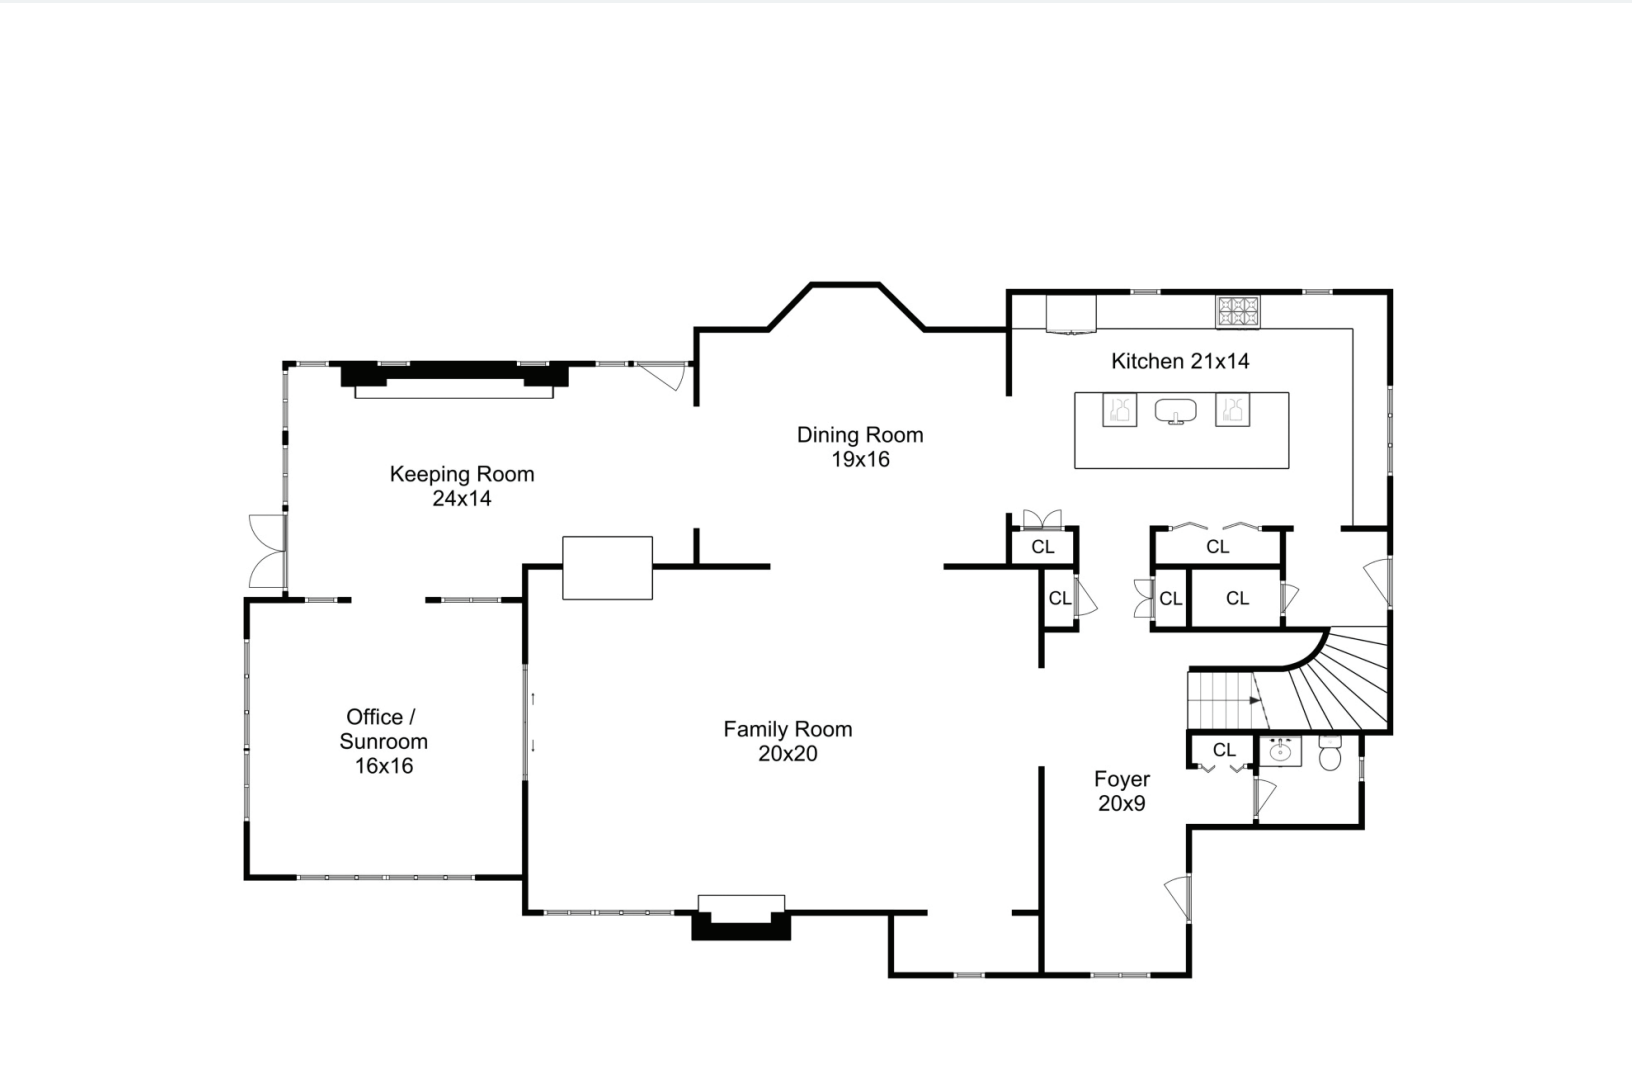 Kitchen 21x14
Dining Room
19x16
Keeping Room
24x14
CL
CL
CL
CL
CL
Office /
Sunroom
16x16
Family Room
20x20
CL
Foyer
20x9